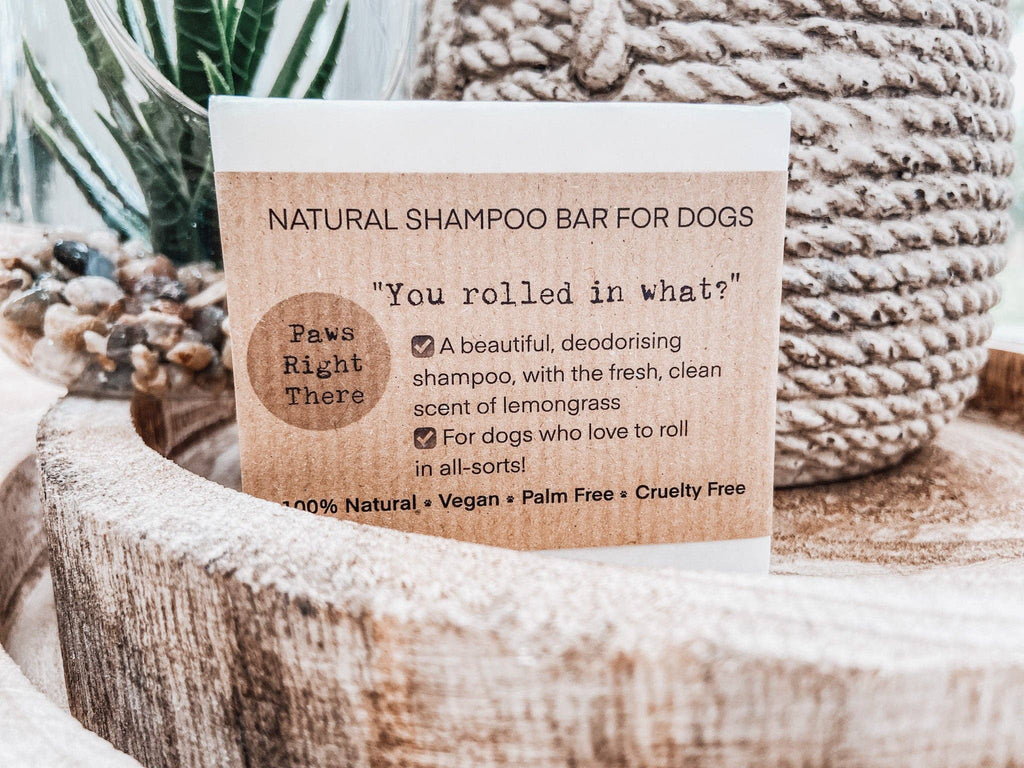 NATURAL SHAMPOO BAR FOR DOGS
"You rolled in what?"
Paws
Right
There
A beautiful, deodorising
shampoo, with the fresh, clean
scent of lemongrass
For dogs who love to roll
in all-sorts!
100% Natural Vegan Palm Free Cruelty Free